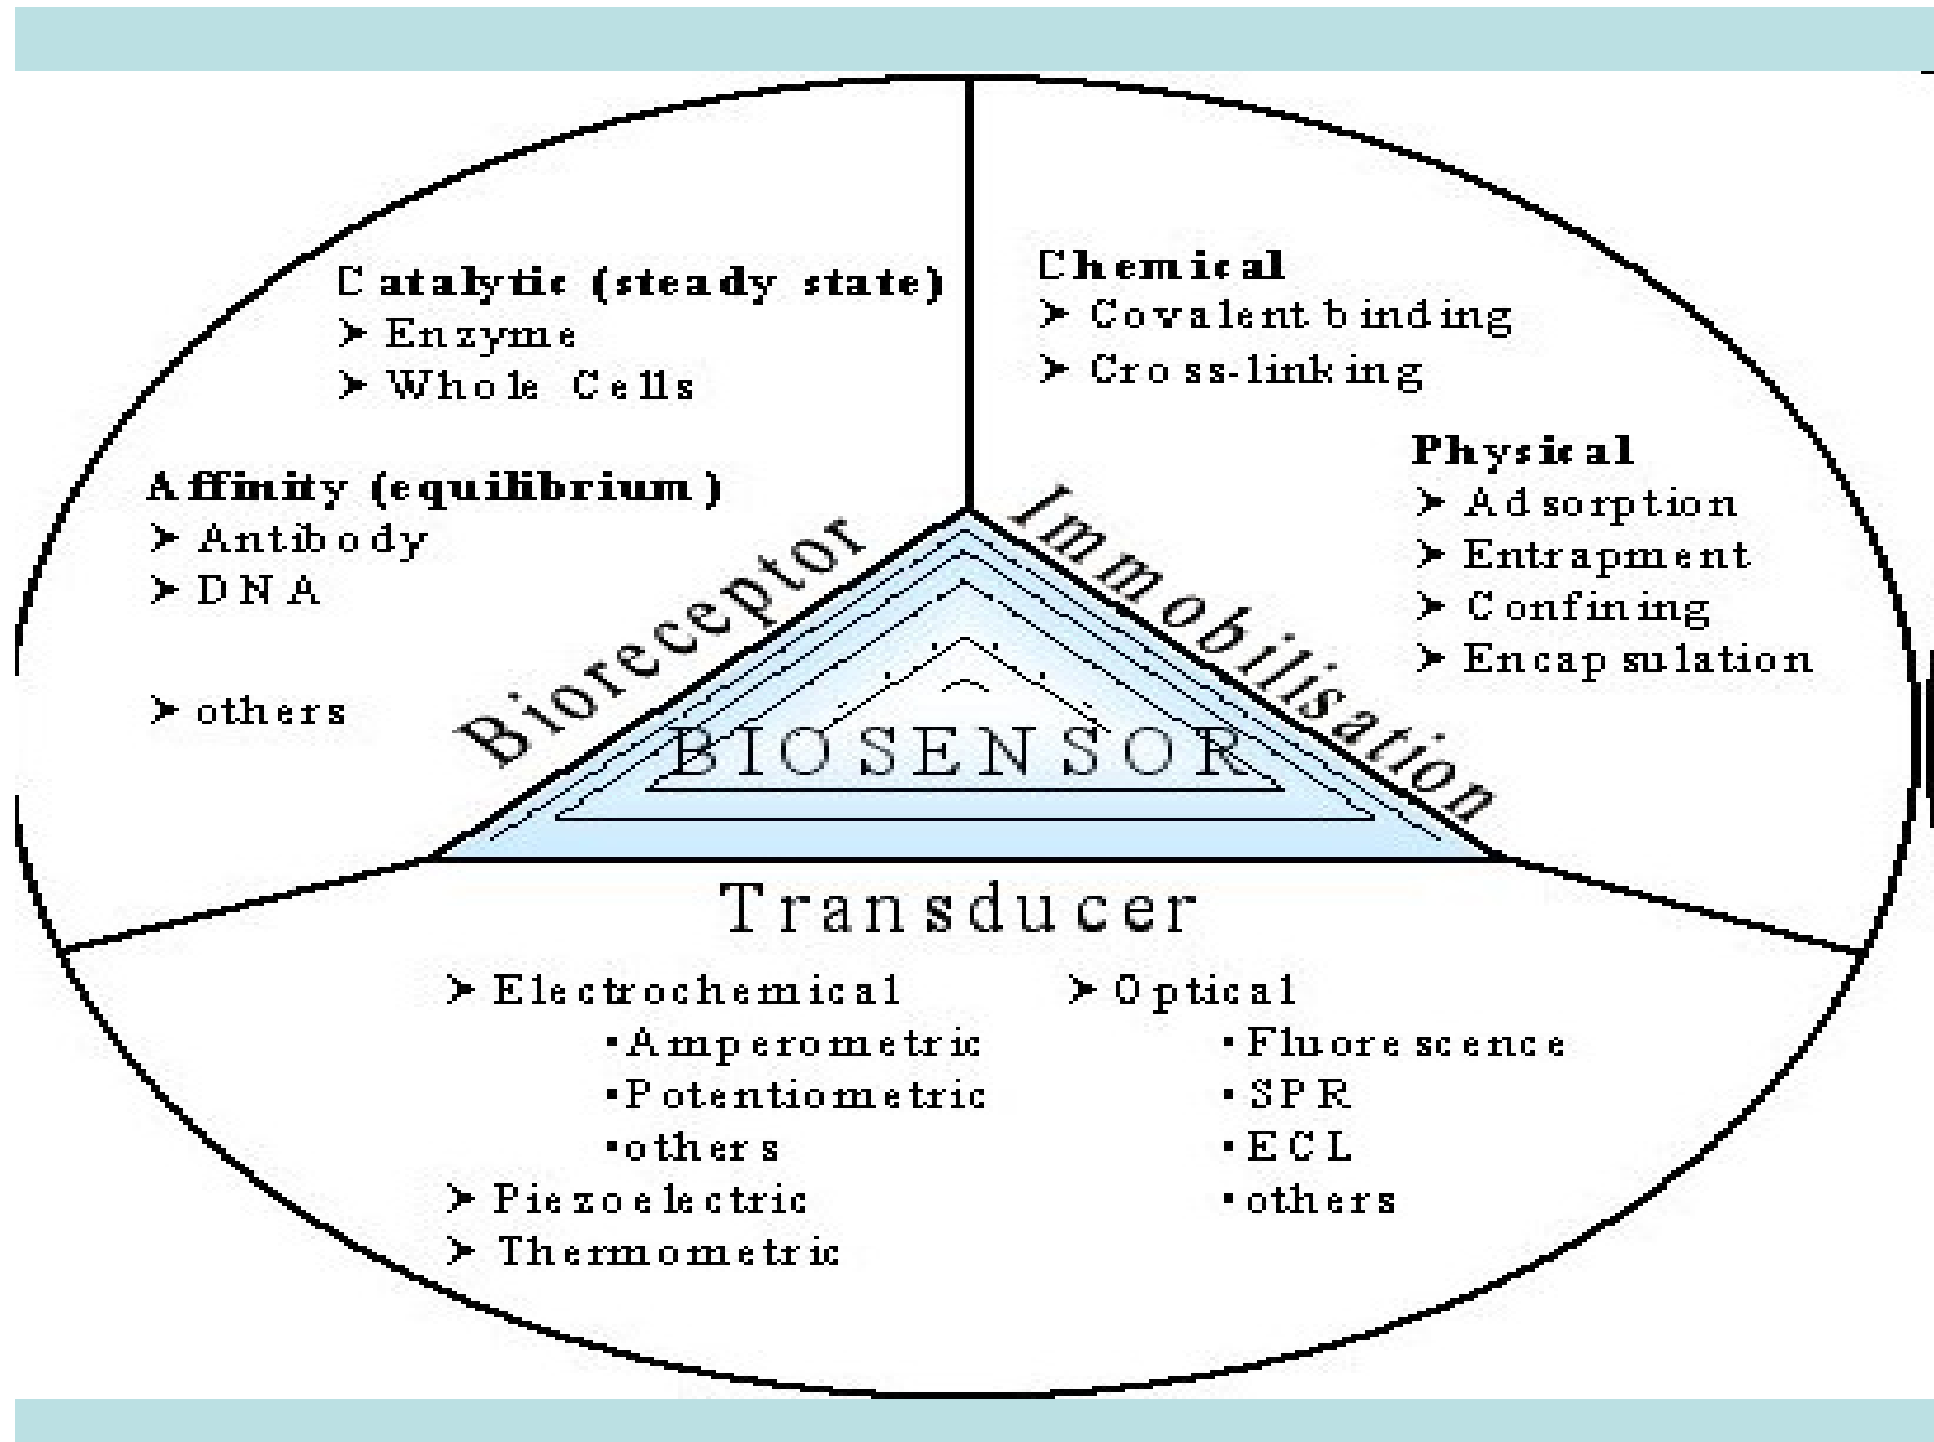 Catalytic (steady state)
➤ Enzyme
➤ Whole Cells
Affinity (equilibrium)
➤ Antibody
➤ DNA
➤ others
Bioreceptor
Chemical
➤ Covalent binding
➤ Cross-linking
Physical
➤ Adsorption
➤ Entrapment
➤ Confining
➤ Encapsulation
Immobilisation
BIOSENSOR
Transducer
➤ Electrochemical
▪Amperometric
▪Potentiometric
▪others
➤ Piezoelectric
➤ Thermometric
➤ Optical
▪Fluorescence
▪SPR
▪ECL
▪others